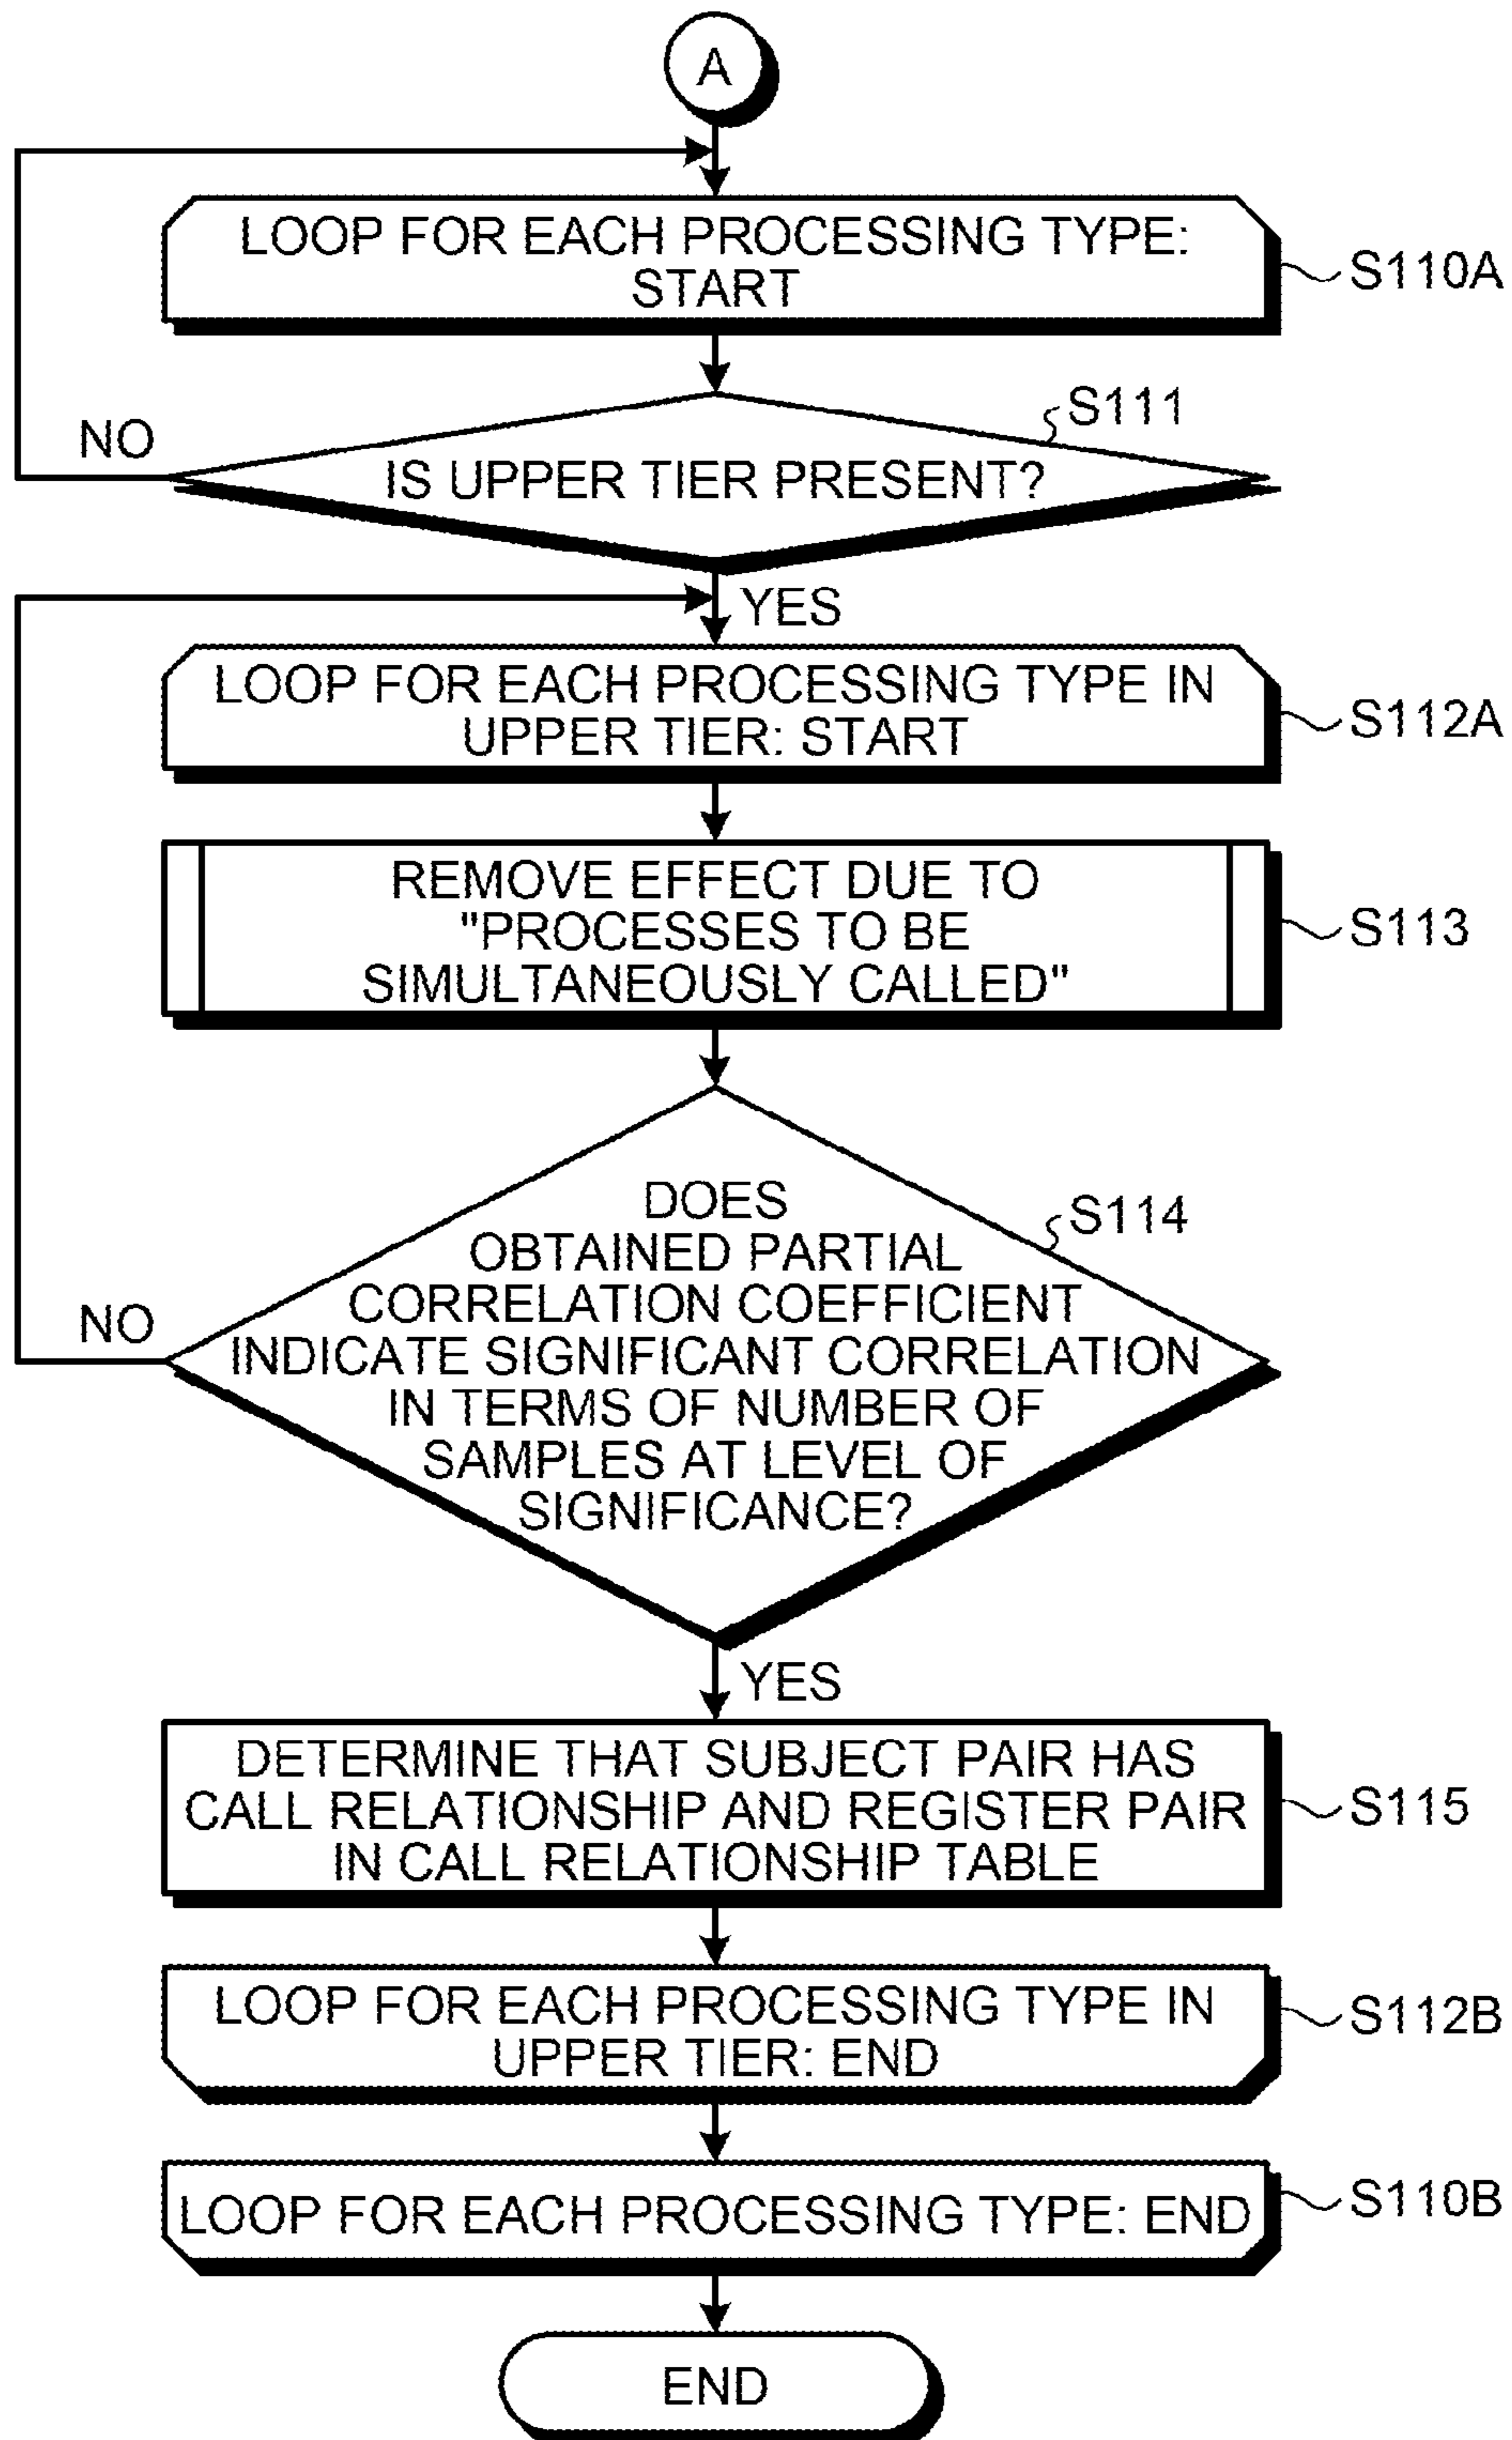 A
LOOP FOR EACH PROCESSING TYPE:
START
S110A
S111
NO
IS UPPER TIER PRESENT?
YES
LOOP FOR EACH PROCESSING TYPE IN
UPPER TIER: START
S112A
REMOVE EFFECT DUE TO
"PROCESSES TO BE
SIMULTANEOUSLY CALLED"
S113
DOES
OBTAINED PARTIAL
CORRELATION COEFFICIENT
INDICATE SIGNIFICANT CORRELATION
IN TERMS OF NUMBER OF
SAMPLES AT LEVEL OF
SIGNIFICANCE?
S114
NO
YES
DETERMINE THAT SUBJECT PAIR HAS
CALL RELATIONSHIP AND REGISTER PAIR
IN CALL RELATIONSHIP TABLE
S115
LOOP FOR EACH PROCESSING TYPE IN
UPPER TIER: END
S112B
LOOP FOR EACH PROCESSING TYPE: END
S110B
END